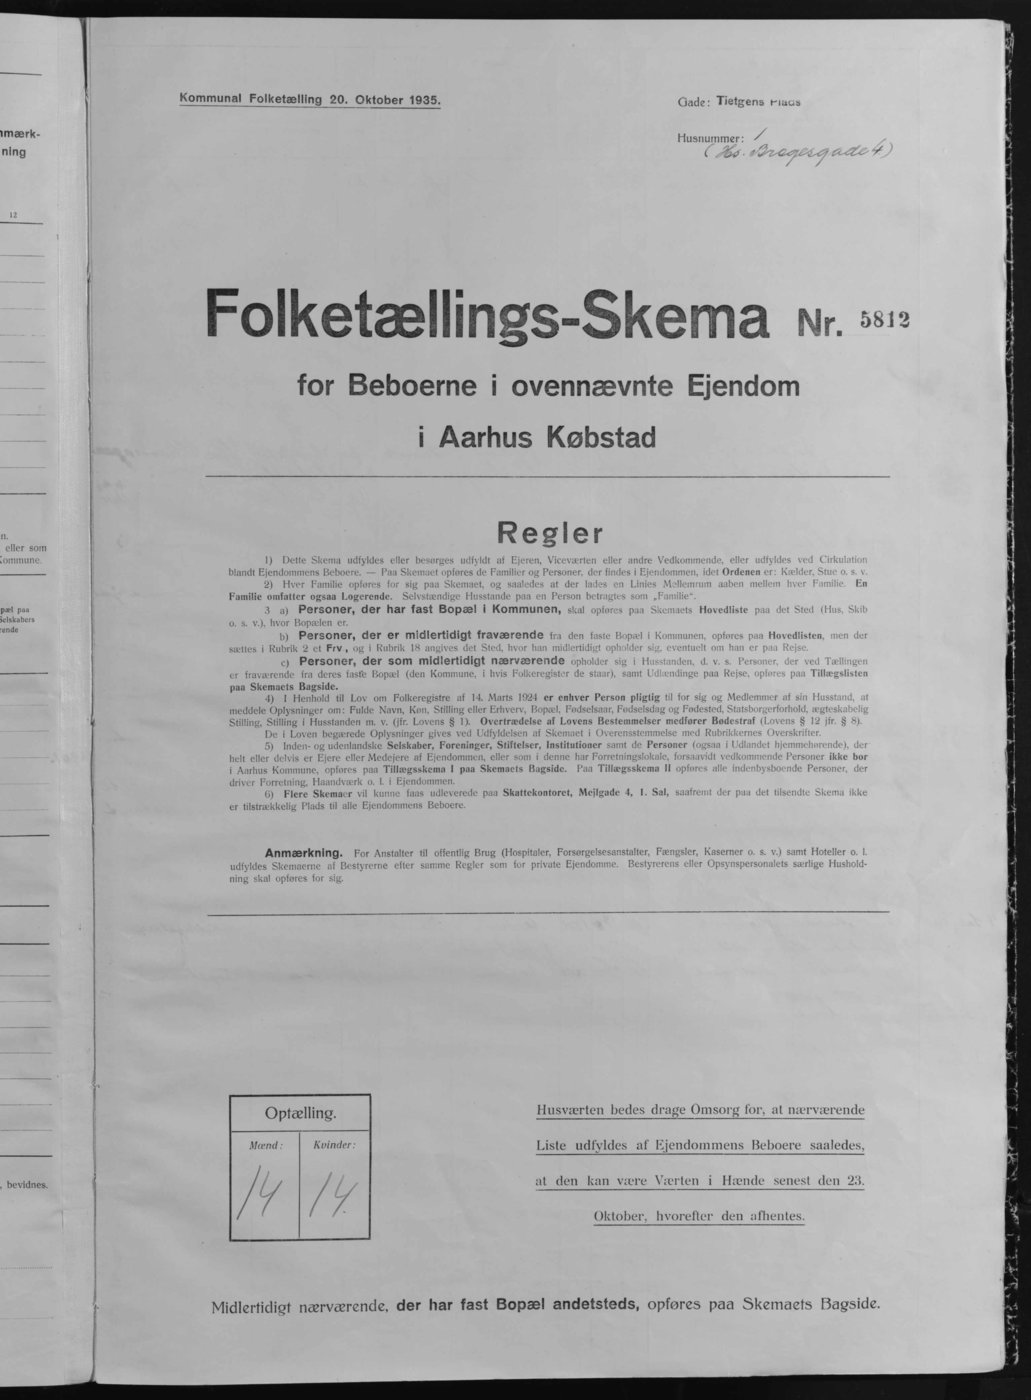 Kommunal Folketælling 20. Oktober 1935.
Gade: Tietgens Plads
Husnummer: 1
(Hs. Bragesgade 4)
Folketællings-Skema Nr. 5812
for Beboerne i ovennævnte Ejendom
i Aarhus Købstad
Regler
1) Dette Skema udfyldes eller besørges udfyldt af Ejeren, Viceværten eller andre Vedkommende, eller udfyldes ved Cirkulation
blandt Ejendommens Beboere. — Paa Skemaet opføres de Familier og Personer, der findes i Ejendommen, idet Ordenen er: Kælder, Stue o. s. v.
2) Hver Familie opføres for sig paa Skemaet, og saaledes at der lades en Linies Mellemrum aaben mellem hver Familie. En
Familie omfatter ogsaa Logerende. Selvstændige Husstande paa en Person betragtes som „Familie“.
3 a) Personer, der har fast Bopæl i Kommunen, skal opføres paa Skemaets Hovedliste paa det Sted (Hus, Skib
o. s. v.), hvor Bopælen er.
b) Personer, der er midlertidigt fraværende fra den faste Bopæl i Kommunen, opføres paa Hovedlisten, men der
sættes i Rubrik 2 et Frv., og i Rubrik 18 angives det Sted, hvor han midlertidigt opholder sig, eventuelt om han er paa Rejse.
c) Personer, der som midlertidigt nærværende opholder sig i Husstanden, d. v. s. Personer, der ved Tællingen
er fraværende fra deres faste Bopæl (den Kommune, i hvis Folkeregister de staar), samt Udlændinge paa Rejse, opføres paa Tillægslisten
paa Skemaets Bagside.
4) I Henhold til Lov om Folkeregistre af 14. Marts 1924 er enhver Person pligtig til for sig og Medlemmer af sin Husstand, at
meddele Oplysninger om: Fulde Navn, Køn, Stilling eller Erhverv, Bopæl, Fødselsaar, Fødselsdag og Fødested, Statsborgerforhold, ægteskabelig
Stilling, Stilling i Husstanden m. v. (jfr. Lovens § 1). Overtrædelse af Lovens Bestemmelser medfører Bødestraf (Lovens § 12 jfr. § 8).
De i Loven begærede Oplysninger gives ved Udfyldelsen af Skemaet i Overensstemmelse med Rubrikkernes Overskrifter.
5) Inden- og udenlandske Selskaber, Foreninger, Stiftelser, Institutioner samt de Personer (ogsaa i Udlandet hjemmehørende), der
helt eller delvis er Ejere eller Medejere af Ejendommen, eller som i denne har Forretningslokale, forsaavidt vedkommende Personer ikke bor
i Aarhus Kommune, opføres paa Tillægsskema I paa Skemaets Bagside. Paa Tillægsskema II opføres alle indenbysboende Personer, der
driver Forretning, Haandværk o. l. i Ejendommen.
6) Flere Skemaer vil kunne faas udleverede paa Skattekontoret, Mejlgade 4, 1. Sal, saafremt der paa det tilsendte Skema ikke
er tilstrækkelig Plads til alle Ejendommens Beboere.
Anmærkning. For Anstalter til offentlig Brug (Hospitaler, Forsørgelsesanstalter, Fængsler, Kaserner o. s. v.) samt Hoteller o. l.
udfyldes Skemaerne af Bestyrerne efter samme Regler som for private Ejendomme. Bestyrerens eller Opsynspersonalets særlige Hushold-
ning skal opføres for sig.
Optælling.
Mænd: Kvinder:
14 14.
Husværten bedes drage Omsorg for, at nærværende
Liste udfyldes af Ejendommens Beboere saaledes,
at den kan være Værten i Hænde senest den 23.
Oktober, hvorefter den afhentes.
Midlertidigt nærværende, der har fast Bopæl andetsteds, opføres paa Skemaets Bagside.
nmærk-
ning
12
n.
eller som
Kommune.
pæl paa
Selskabers
rende
, bevidnes.